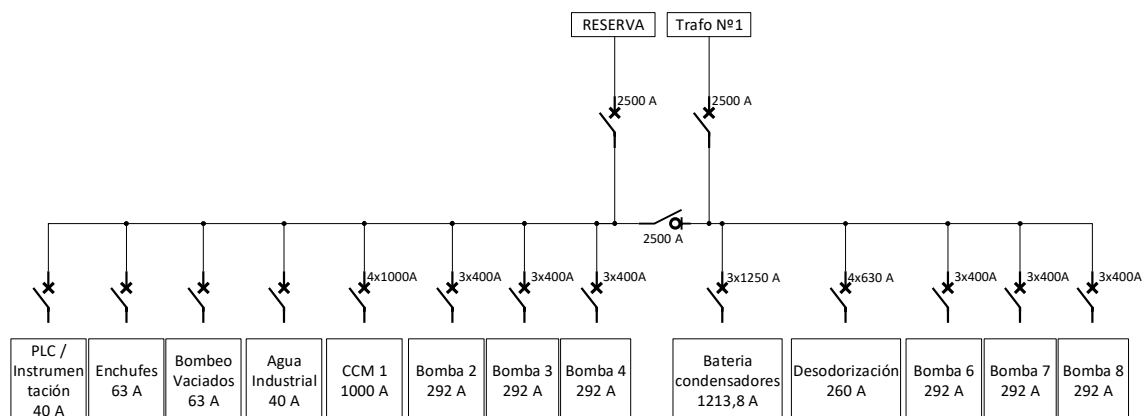 RESERVA
Trafo Nº1
2500 A
2500 A
2500 A
4x1000A
3x400A
3x400A
3x400A
3x1250 A
4x630 A
3x400A
3x400A
3x400A
PLC /
Instrumen
tación
40 A
Enchufes
63 A
Bombeo
Vaciados
63 A
Agua
Industrial
40 A
CCM 1
1000 A
Bomba 2
292 A
Bomba 3
292 A
Bomba 4
292 A
Bateria
condensadores
1213,8 A
Desodorización
260 A
Bomba 6
292 A
Bomba 7
292 A
Bomba 8
292 A